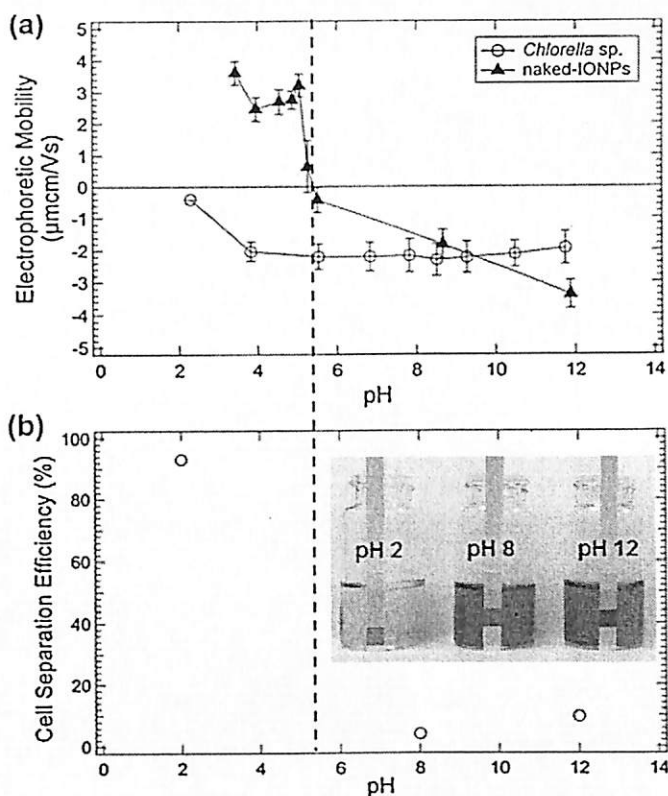 (a)
Electrophoretic Mobility
(µmcm/Vs)
5
4
3
2
1
0
-1
-2
-3
-4
-5
Chlorella sp.
naked-IONPs
0 2 4 6 8 10 12 14
pH
(b)
Cell Separation Efficiency (%)
100
80
60
40
20
0
pH 2 pH 8 pH 12
0 2 4 6 8 10 12 14
pH